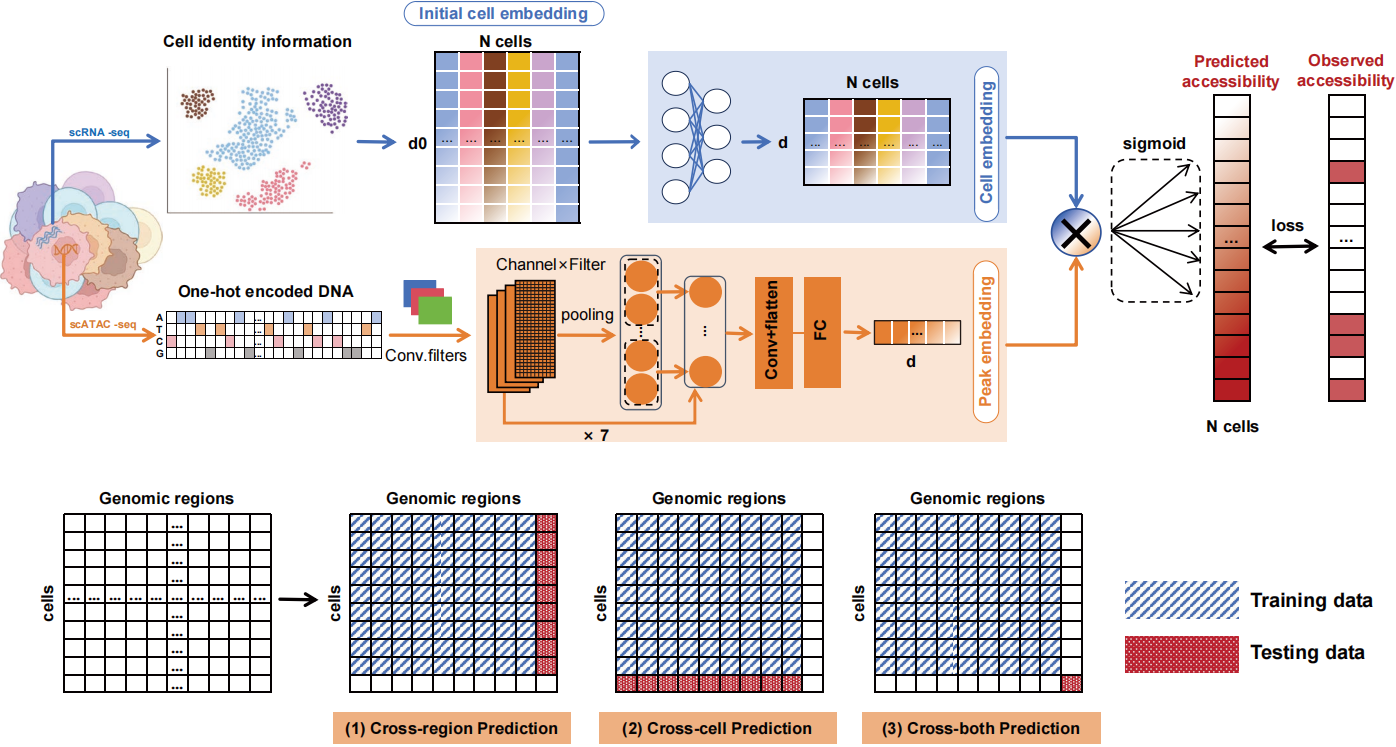 Initial cell embedding
Cell identity information
N cells
scRNA -seq
d0
... ... ... ... ... ...
N cells
d
... ... ... ... ... ...
Cell embedding
Predicted
accessibility
Observed
accessibility
sigmoid
...
loss
...
N cells
One-hot encoded DNA
scATAC -seq
A
T
C
G
...
...
Conv.filters
Channel×Filter
pooling
...
...
Conv+flatten
FC
...
d
× 7
Peak embedding
Genomic regions
cells
...
...
...
...
... ... ... ... ... ... ... ... ... ...
...
...
...
...
...
Genomic regions
cells
(1) Cross-region Prediction
Genomic regions
cells
(2) Cross-cell Prediction
Genomic regions
cells
(3) Cross-both Prediction
Training data
Testing data